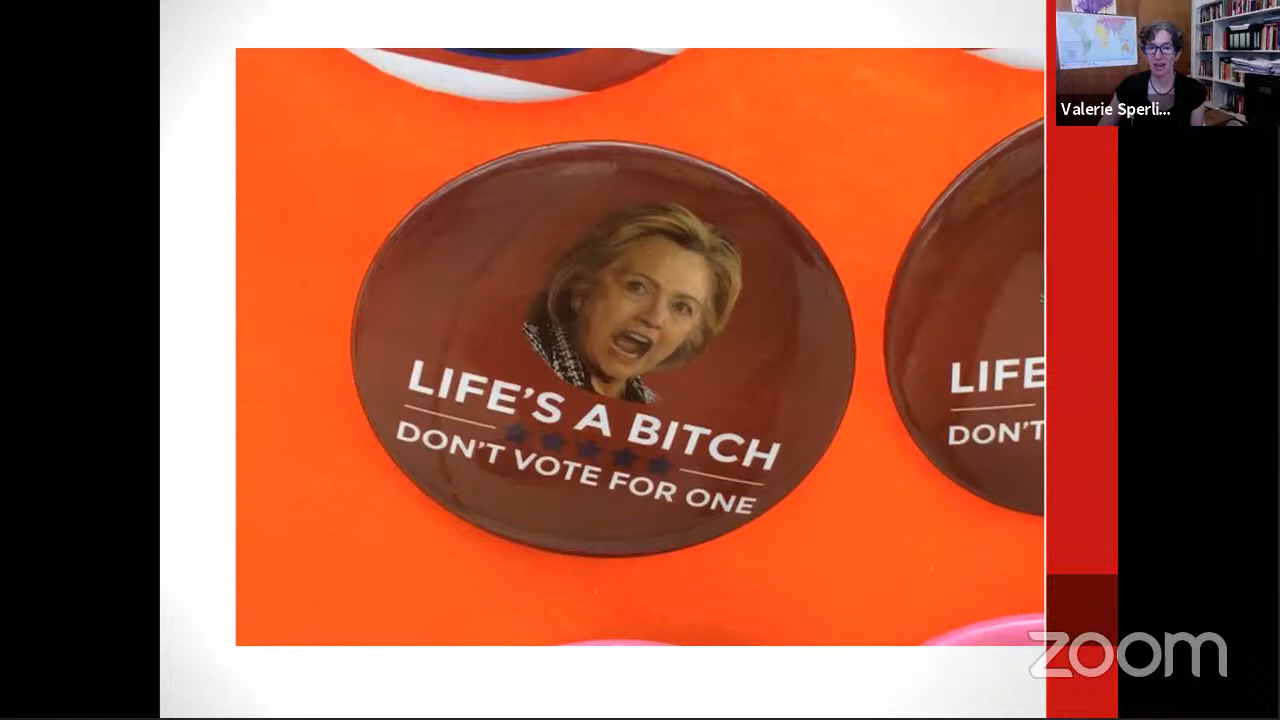 Valerie Sperli...
LIFE'S A BITCH
DON'T VOTE FOR ONE
LIFE
DON'T
zoom